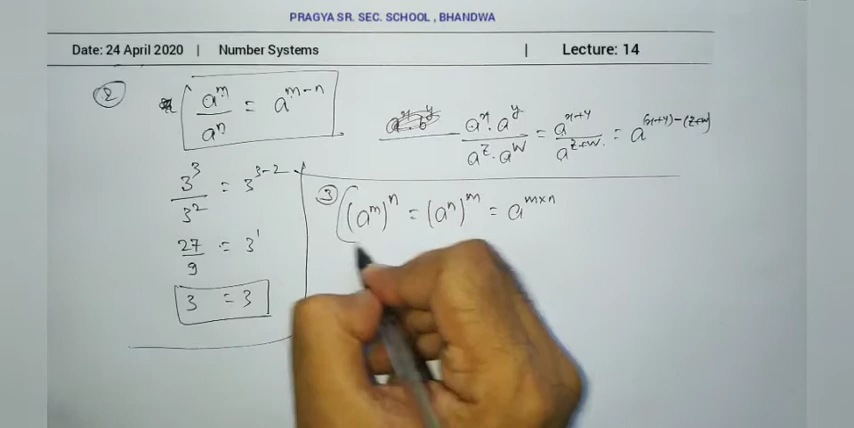 PRAGYA SR. SEC. SCHOOL , BHANDWA
Date: 24 April 2020 | Number Systems | Lecture: 14
② a^m / a^n = a^(m-n)
a^x . a^y / a^z . a^w = a^(x+y) / a^(z+w) . = a^((x+y)-(z+w))
3^3 / 3^2 = 3^(3-2)
③ (a^m)^n = (a^n)^m = a^(m×n)
27 / 9 = 3^1
3 = 3